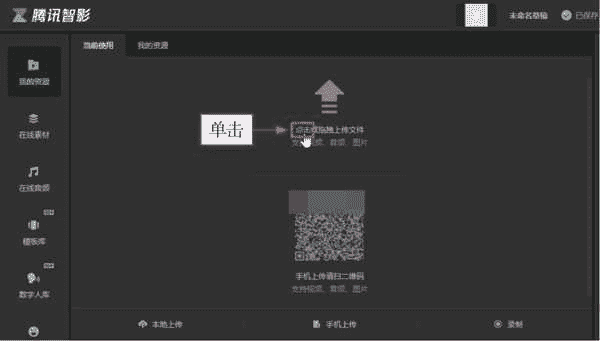 腾讯智影
未命名草稿
已保存
当前使用
我的资源
我的资源
在线素材
在线音频
模板库
数字人库
单击
点击或拖拽上传文件
支持视频、音频、图片
手机上传请扫二维码
支持视频、音频、图片
本地上传
手机上传
录制